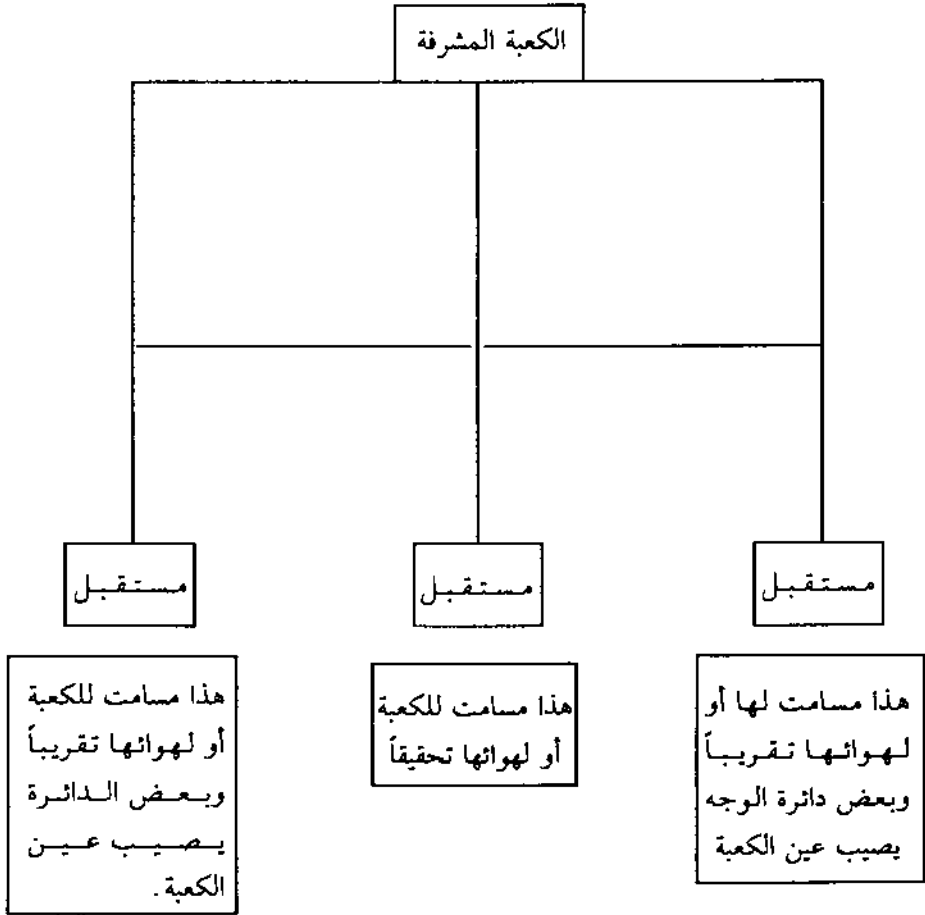 الكعبة المشرفة
مستقبل
مستقبل
مستقبل
هذا مسامت لها أو
لهوائها تقريباً
وبعض دائرة الوجه
يصيب عين الكعبة
هذا مسامت للكعبة
أو لهوائها تحقيقاً
هذا مسامت للكعبة
أو لهوائها تقريباً
وبعض الدائرة
يصيب عين
الكعبة.